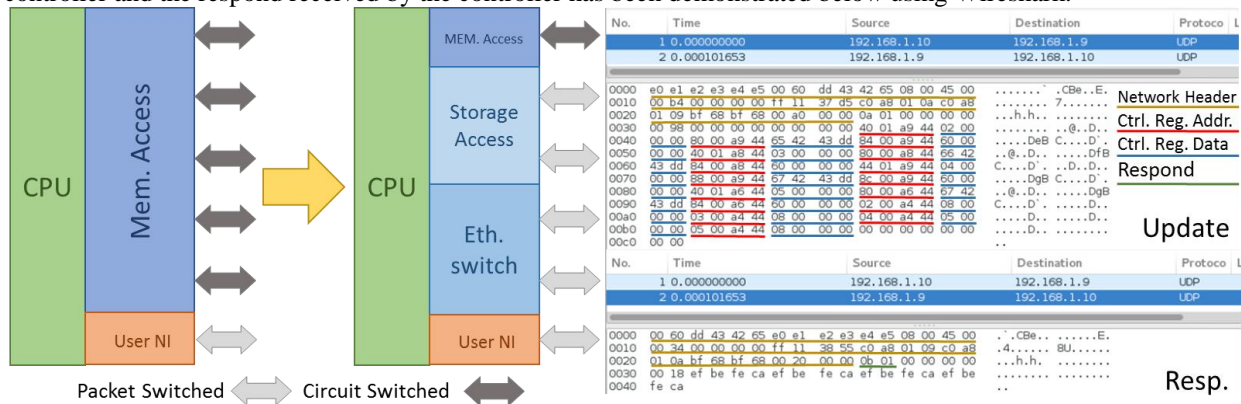 controller and the respond received by the controller has been demonstrated below using Wireshark.
CPU
Mem. Access
User NI
CPU
MEM. Access
Storage
Access
Eth.
switch
User NI
Packet Switched
Circuit Switched
No. Time Source Destination Protoco L
1 0.000000000 192.168.1.10 192.168.1.9 UDP
2 0.000101653 192.168.1.9 192.168.1.10 UDP
0000 e0 e1 e2 e3 e4 e5 00 60 dd 43 42 65 08 00 45 00 .......` .CBe..E.
0010 00 b4 00 00 00 00 ff 11 37 d5 c0 a8 01 0a c0 a8 ........ 7.......
0020 01 09 bf 68 bf 68 00 a0 00 00 0a 01 00 00 00 00 ...h.h.. ........
0030 00 98 00 00 00 00 00 00 00 00 40 01 a9 44 02 00 ........ ..@..D..
0040 00 00 80 00 a9 44 65 42 43 dd 84 00 a9 44 60 00 .....DeB C....D`.
0050 00 00 40 01 a8 44 03 00 00 00 80 00 a8 44 66 42 ..@..D.. .....DfB
0060 43 dd 84 00 a8 44 60 00 00 00 44 01 a9 44 04 00 C....D`. ..D..D..
0070 00 00 88 00 a9 44 67 42 43 dd 8c 00 a9 44 60 00 .....DgB C....D`.
0080 00 00 40 01 a6 44 05 00 00 00 80 00 a6 44 67 42 ..@..D.. .....DgB
0090 43 dd 84 00 a6 44 60 00 00 00 02 00 a4 44 08 00 C....D`. .....D..
00a0 00 00 03 00 a4 44 08 00 00 00 04 00 a4 44 05 00 .....D.. .....D..
00b0 00 00 05 00 a4 44 08 00 00 00 00 00 00 00 00 00 .....D.. ........
00c0 00 00 ..
Network Header
Ctrl. Reg. Addr.
Ctrl. Reg. Data
Respond
Update
No. Time Source Destination Protoco L
1 0.000000000 192.168.1.10 192.168.1.9 UDP
2 0.000101653 192.168.1.9 192.168.1.10 UDP
0000 00 60 dd 43 42 65 e0 e1 e2 e3 e4 e5 08 00 45 00 .`.CBe.. ......E.
0010 00 34 00 00 00 00 ff 11 38 55 c0 a8 01 09 c0 a8 .4...... 8U......
0020 01 0a bf 68 bf 68 00 20 00 00 0b 01 00 00 00 00 ...h.h. ........
0030 00 18 ef be fe ca ef be fe ca ef be fe ca ef be ........ ........
0040 fe ca ..
Resp.